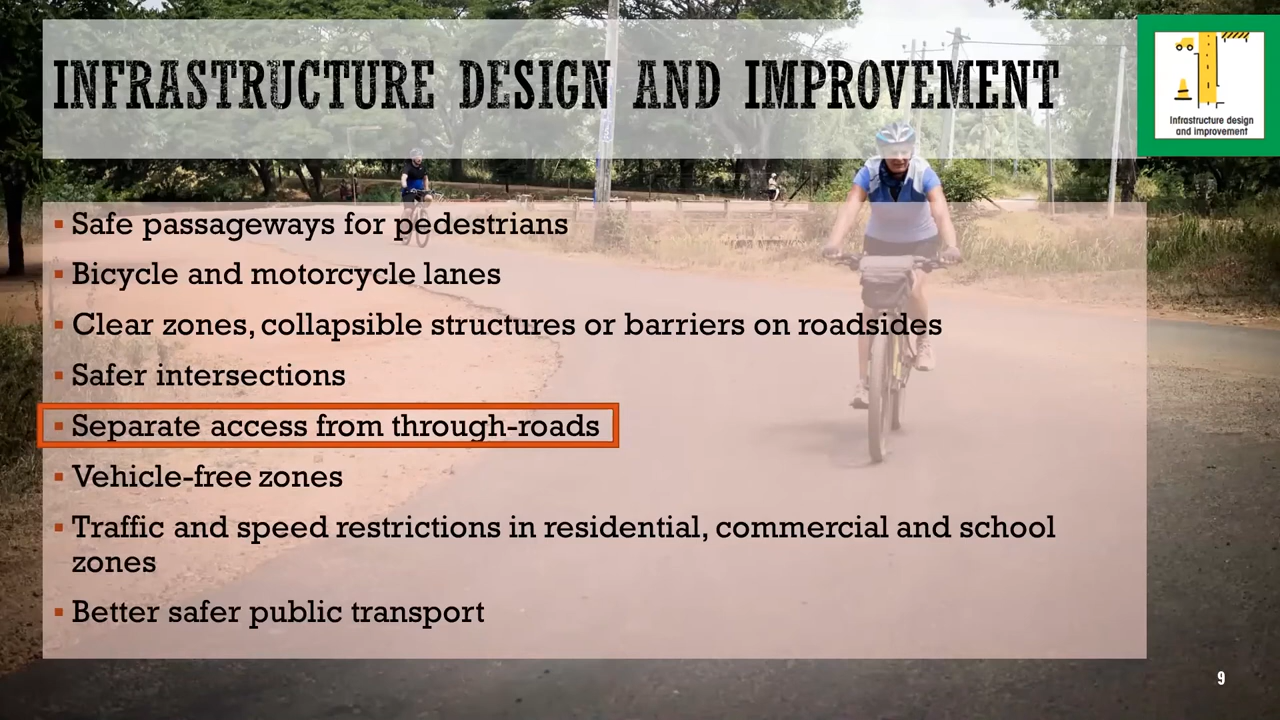 INFRASTRUCTURE DESIGN AND IMPROVEMENT
Infrastructure design
and improvement
▪ Safe passageways for pedestrians
▪ Bicycle and motorcycle lanes
▪ Clear zones, collapsible structures or barriers on roadsides
▪ Safer intersections
▪ Separate access from through-roads
▪ Vehicle-free zones
▪ Traffic and speed restrictions in residential, commercial and school
zones
▪ Better safer public transport
9